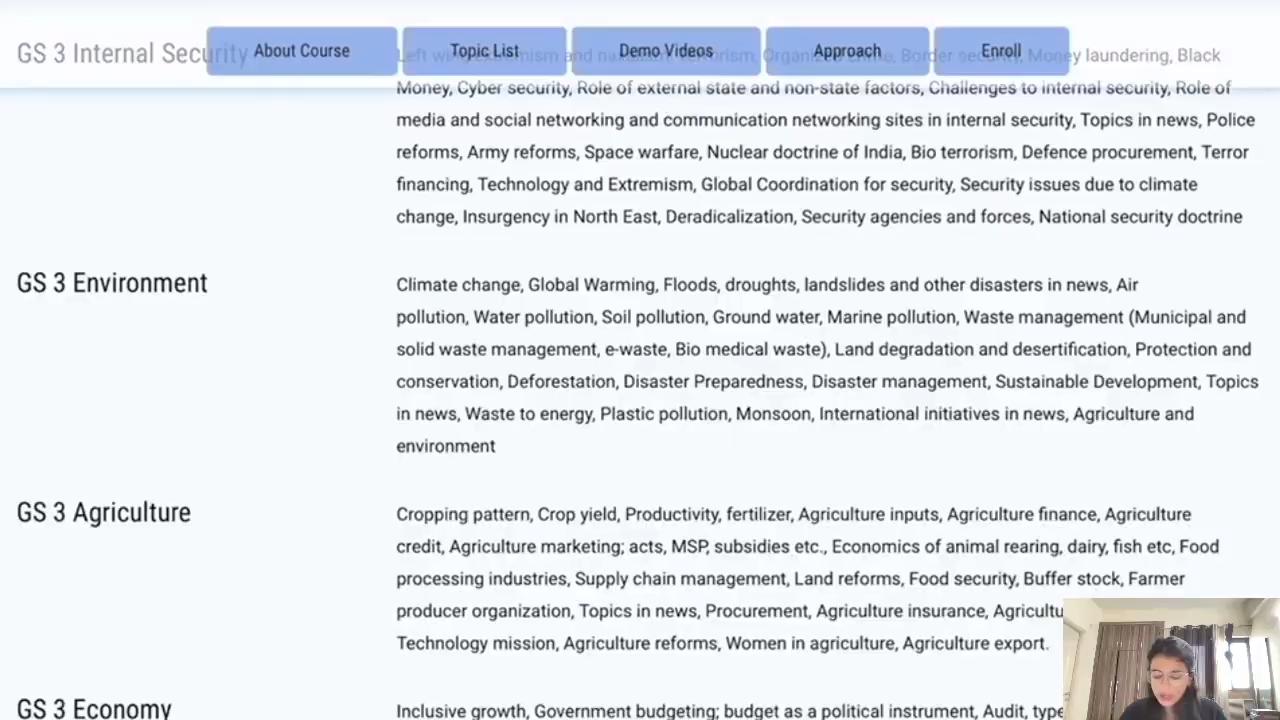 About Course
Topic List
Demo Videos
Approach
Enroll
GS 3 Internal Security
Left wing extremism and terrorism, Organized crime, Border security, Money laundering, Black
Money, Cyber security, Role of external state and non-state factors, Challenges to internal security, Role of
media and social networking and communication networking sites in internal security, Topics in news, Police
reforms, Army reforms, Space warfare, Nuclear doctrine of India, Bio terrorism, Defence procurement, Terror
financing, Technology and Extremism, Global Coordination for security, Security issues due to climate
change, Insurgency in North East, Deradicalization, Security agencies and forces, National security doctrine
GS 3 Environment
Climate change, Global Warming, Floods, droughts, landslides and other disasters in news, Air
pollution, Water pollution, Soil pollution, Ground water, Marine pollution, Waste management (Municipal and
solid waste management, e-waste, Bio medical waste), Land degradation and desertification, Protection and
conservation, Deforestation, Disaster Preparedness, Disaster management, Sustainable Development, Topics
in news, Waste to energy, Plastic pollution, Monsoon, International initiatives in news, Agriculture and
environment
GS 3 Agriculture
Cropping pattern, Crop yield, Productivity, fertilizer, Agriculture inputs, Agriculture finance, Agriculture
credit, Agriculture marketing; acts, MSP, subsidies etc., Economics of animal rearing, dairy, fish etc, Food
processing industries, Supply chain management, Land reforms, Food security, Buffer stock, Farmer
producer organization, Topics in news, Procurement, Agriculture insurance,
Technology mission, Agriculture reforms, Women in agriculture, Agriculture export.
GS 3 Economy
Inclusive growth, Government budgeting; budget as a political instrument, Audit,